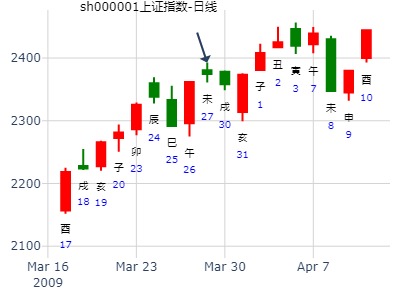 sh000001上证指数-日线
2400
2300
2200
2100
酉
17
戌
18
亥
19
子
20
卯
23
辰
24
巳
25
午
26
未
27
戌
30
亥
31
子
1
丑
2
寅
3
午
7
未
8
申
9
酉
10
Mar 16
2009
Mar 23
Mar 30
Apr 7